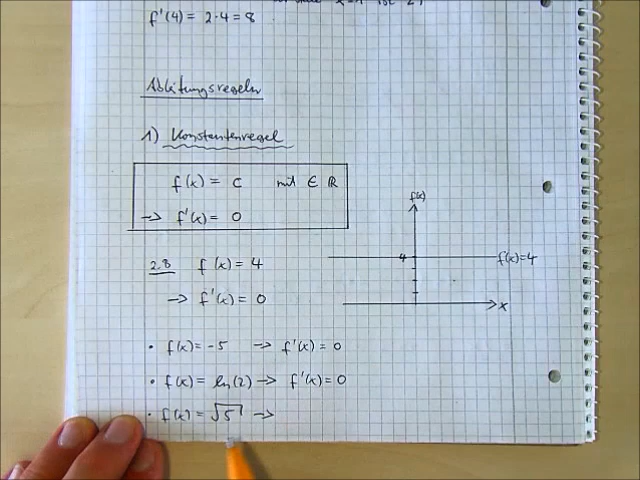 f'(4) = 2·4 = 8
Ableitungsregeln
1) Konstantenregel
f(x) = c mit ∈ ℝ
→ f'(x) = 0
f(x)
z.B. f(x) = 4
4 f(x)=4
→ f'(x) = 0
x
• f(x) = -5 → f'(x) = 0
• f(x) = ln(2) → f'(x) = 0
• f(x) = √5 →